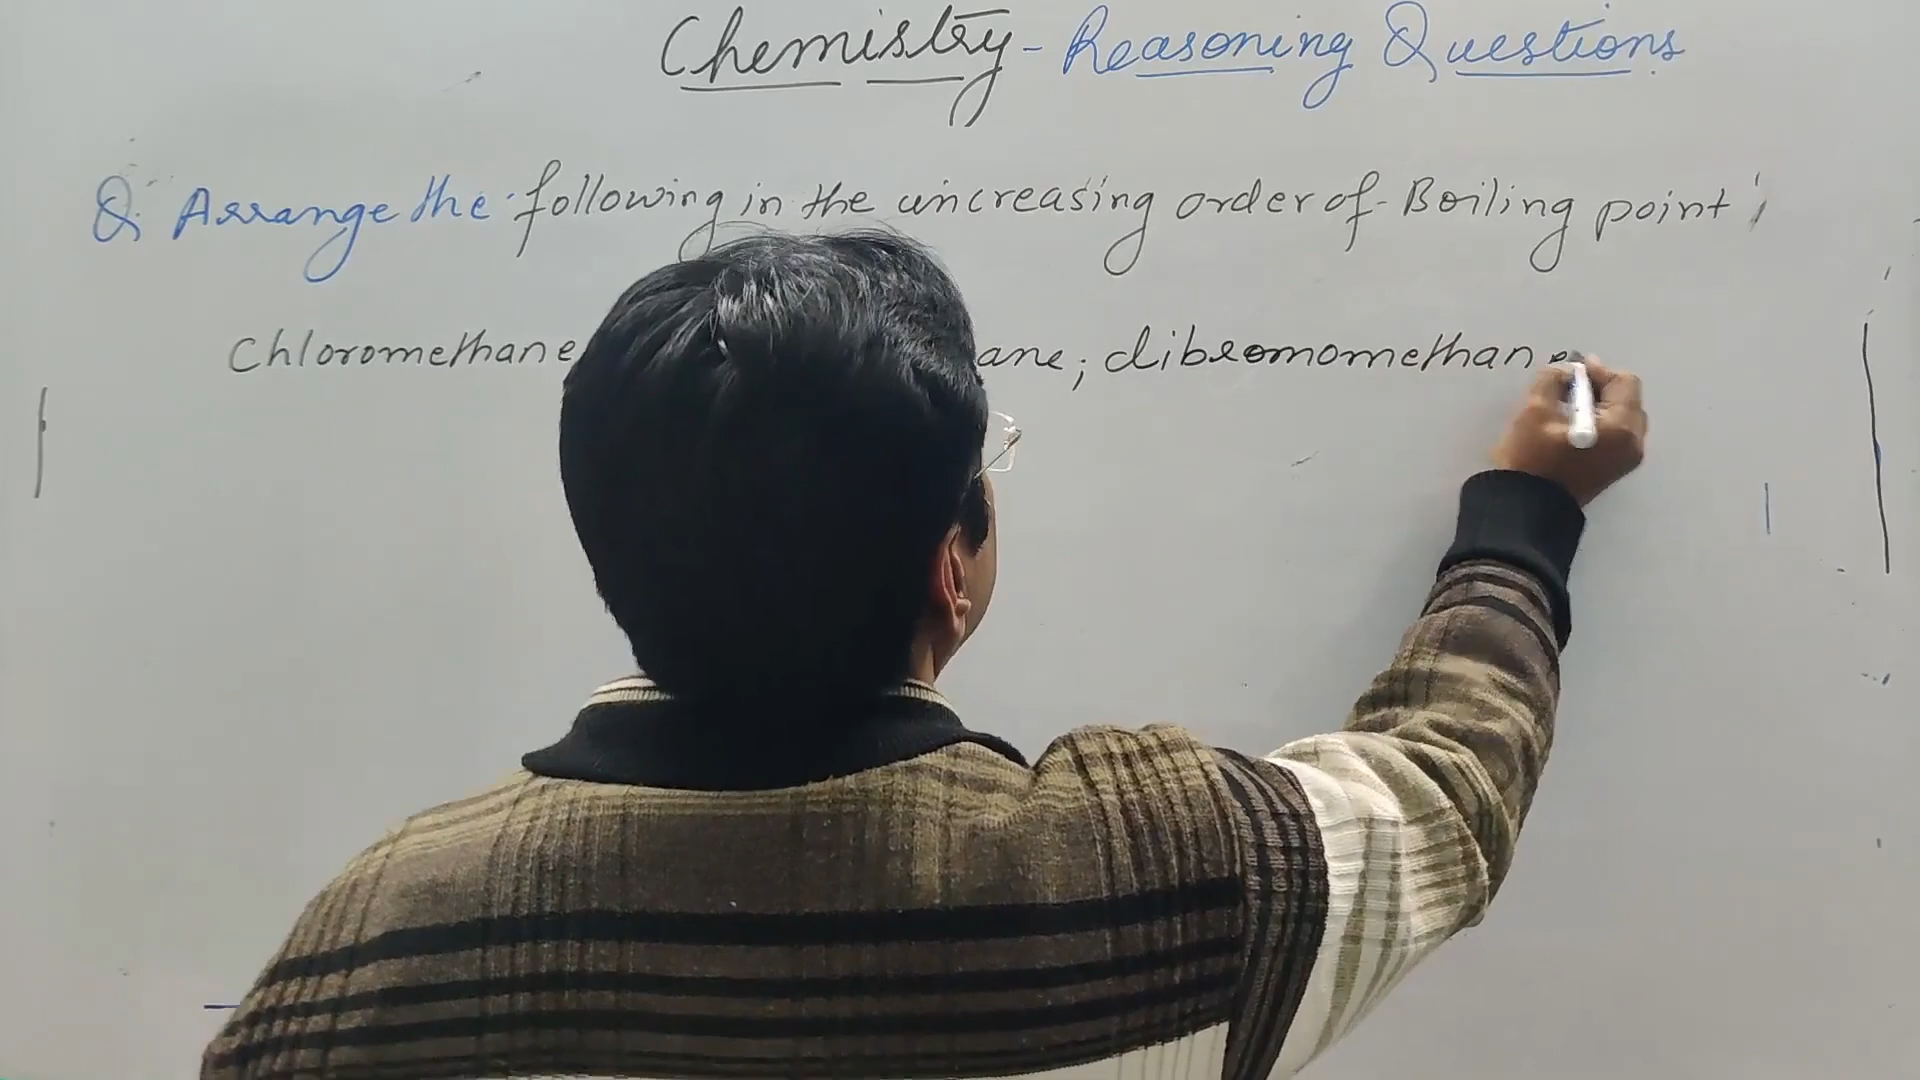 Chemistry - Reasoning Questions
Q. Arrange the following in the increasing order of Boiling point;
Chloromethane ane; dibromomethane